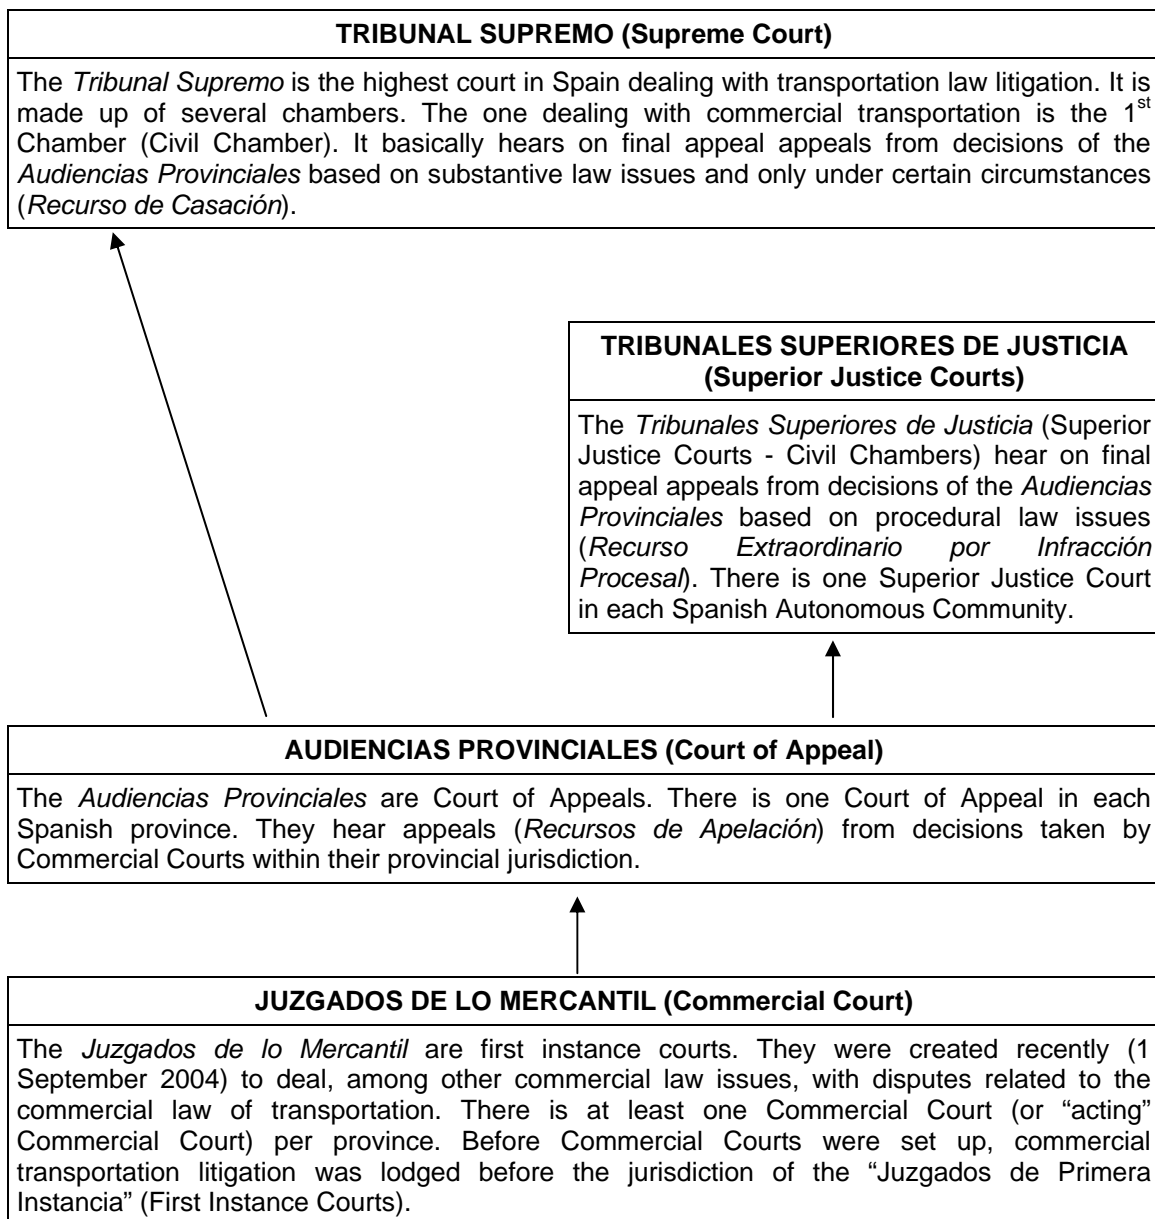 TRIBUNAL SUPREMO (Supreme Court)
The Tribunal Supremo is the highest court in Spain dealing with transportation law litigation. It is
made up of several chambers. The one dealing with commercial transportation is the 1st
Chamber (Civil Chamber). It basically hears on final appeal appeals from decisions of the
Audiencias Provinciales based on substantive law issues and only under certain circumstances
(Recurso de Casación).
TRIBUNALES SUPERIORES DE JUSTICIA
(Superior Justice Courts)
The Tribunales Superiores de Justicia (Superior
Justice Courts - Civil Chambers) hear on final
appeal appeals from decisions of the Audiencias
Provinciales based on procedural law issues
(Recurso Extraordinario por Infracción
Procesal). There is one Superior Justice Court
in each Spanish Autonomous Community.
AUDIENCIAS PROVINCIALES (Court of Appeal)
The Audiencias Provinciales are Court of Appeals. There is one Court of Appeal in each
Spanish province. They hear appeals (Recursos de Apelación) from decisions taken by
Commercial Courts within their provincial jurisdiction.
JUZGADOS DE LO MERCANTIL (Commercial Court)
The Juzgados de lo Mercantil are first instance courts. They were created recently (1
September 2004) to deal, among other commercial law issues, with disputes related to the
commercial law of transportation. There is at least one Commercial Court (or “acting”
Commercial Court) per province. Before Commercial Courts were set up, commercial
transportation litigation was lodged before the jurisdiction of the “Juzgados de Primera
Instancia” (First Instance Courts).